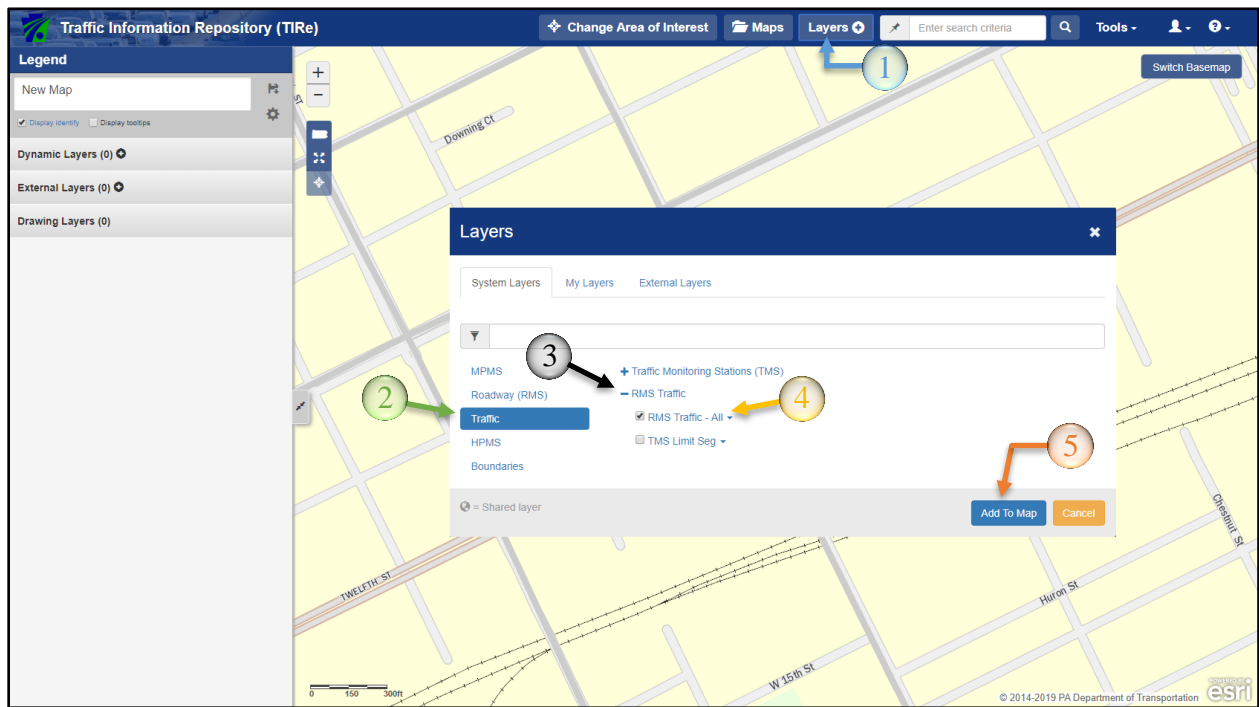 Traffic Information Repository (TIRe)
Change Area of Interest
Maps
Layers
Enter search criteria
Tools
Legend
New Map
Display identify
Display tooltips
Dynamic Layers (0)
External Layers (0)
Drawing Layers (0)
+
−
1
Switch Basemap
ST
Downing Ct
Layers
System Layers
My Layers
External Layers
3
MPMS
Traffic Monitoring Stations (TMS)
Roadway (RMS)
RMS Traffic
2
4
Traffic
RMS Traffic - All
HPMS
TMS Limit Seg
5
Boundaries
= Shared layer
Add To Map
Cancel
Chestnut St
TWELFTH ST
Huron St
W 15th St
0 150 300ft
© 2014-2019 PA Department of Transportation
POWERED BY
esri